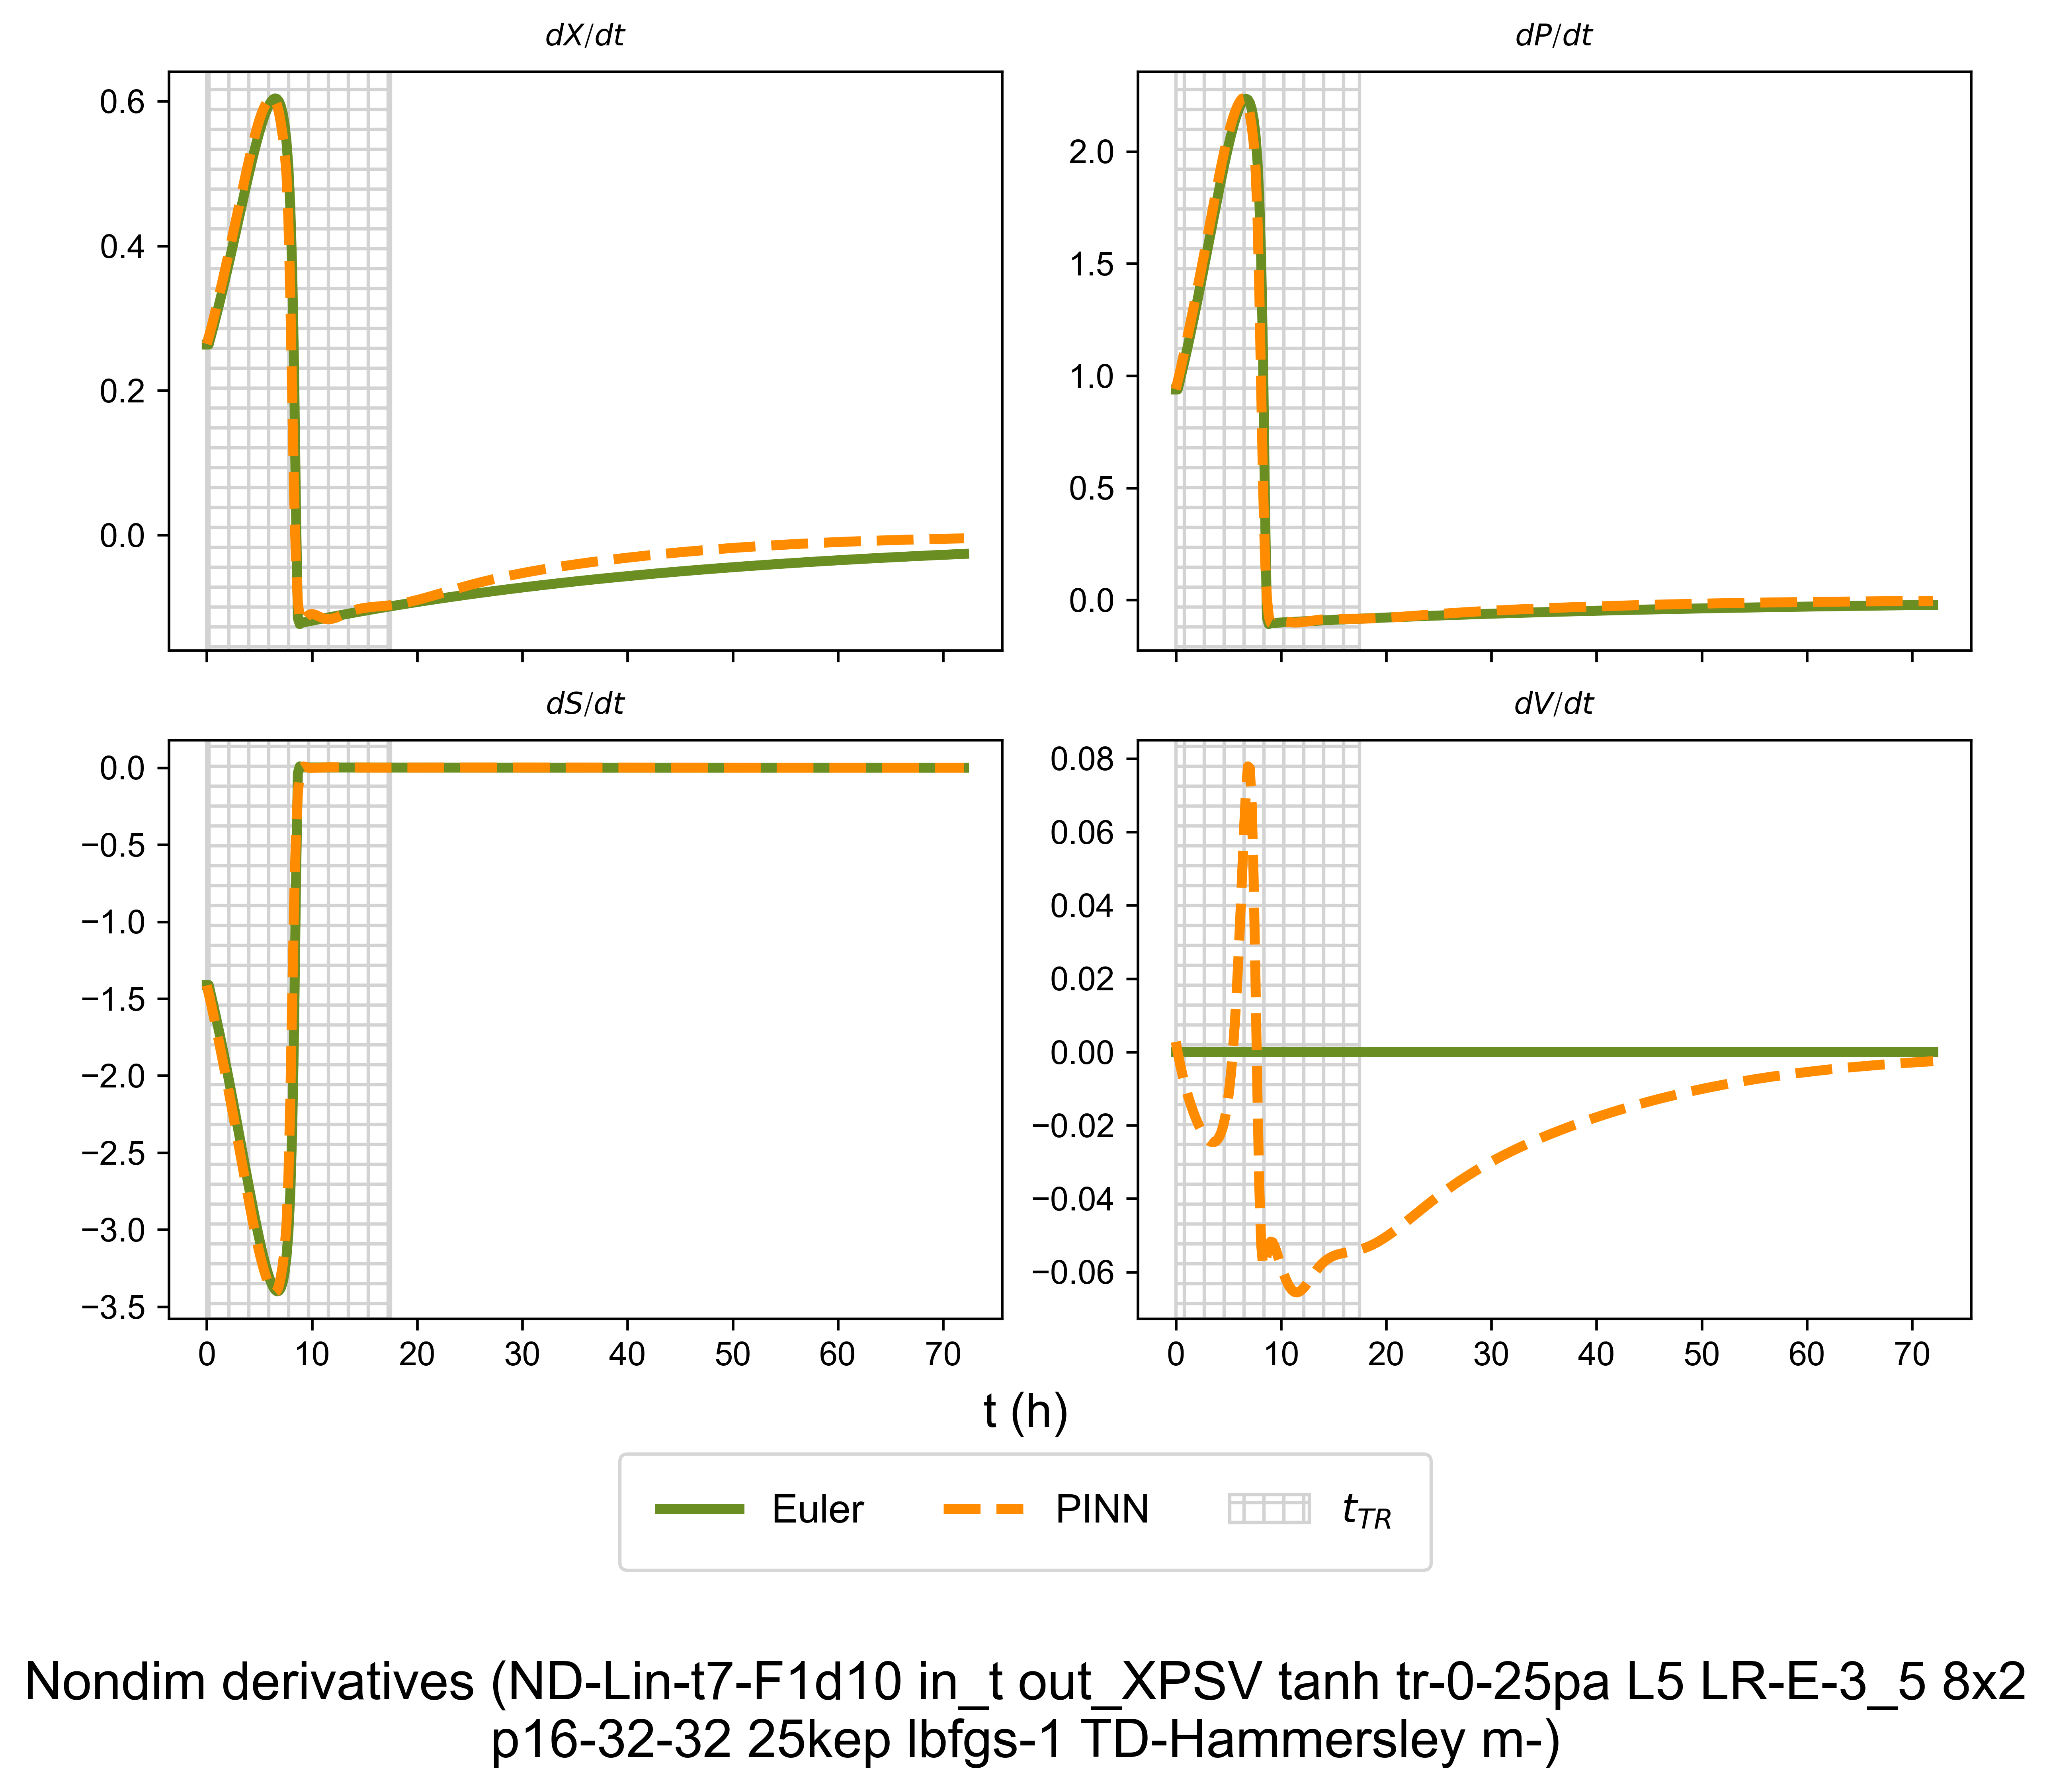 dX/dt
dP/dt
0.6
0.4
0.2
0.0
2.0
1.5
1.0
0.5
0.0
dS/dt
dV/dt
0.0
−0.5
−1.0
−1.5
−2.0
−2.5
−3.0
−3.5
0 10 20 30 40 50 60 70
0.08
0.06
0.04
0.02
0.00
−0.02
−0.04
−0.06
0 10 20 30 40 50 60 70
t (h)
Euler PINN t_TR
Nondim derivatives (ND-Lin-t7-F1d10 in_t out_XPSV tanh tr-0-25pa L5 LR-E-3_5 8x2
p16-32-32 25kep lbfgs-1 TD-Hammersley m-)